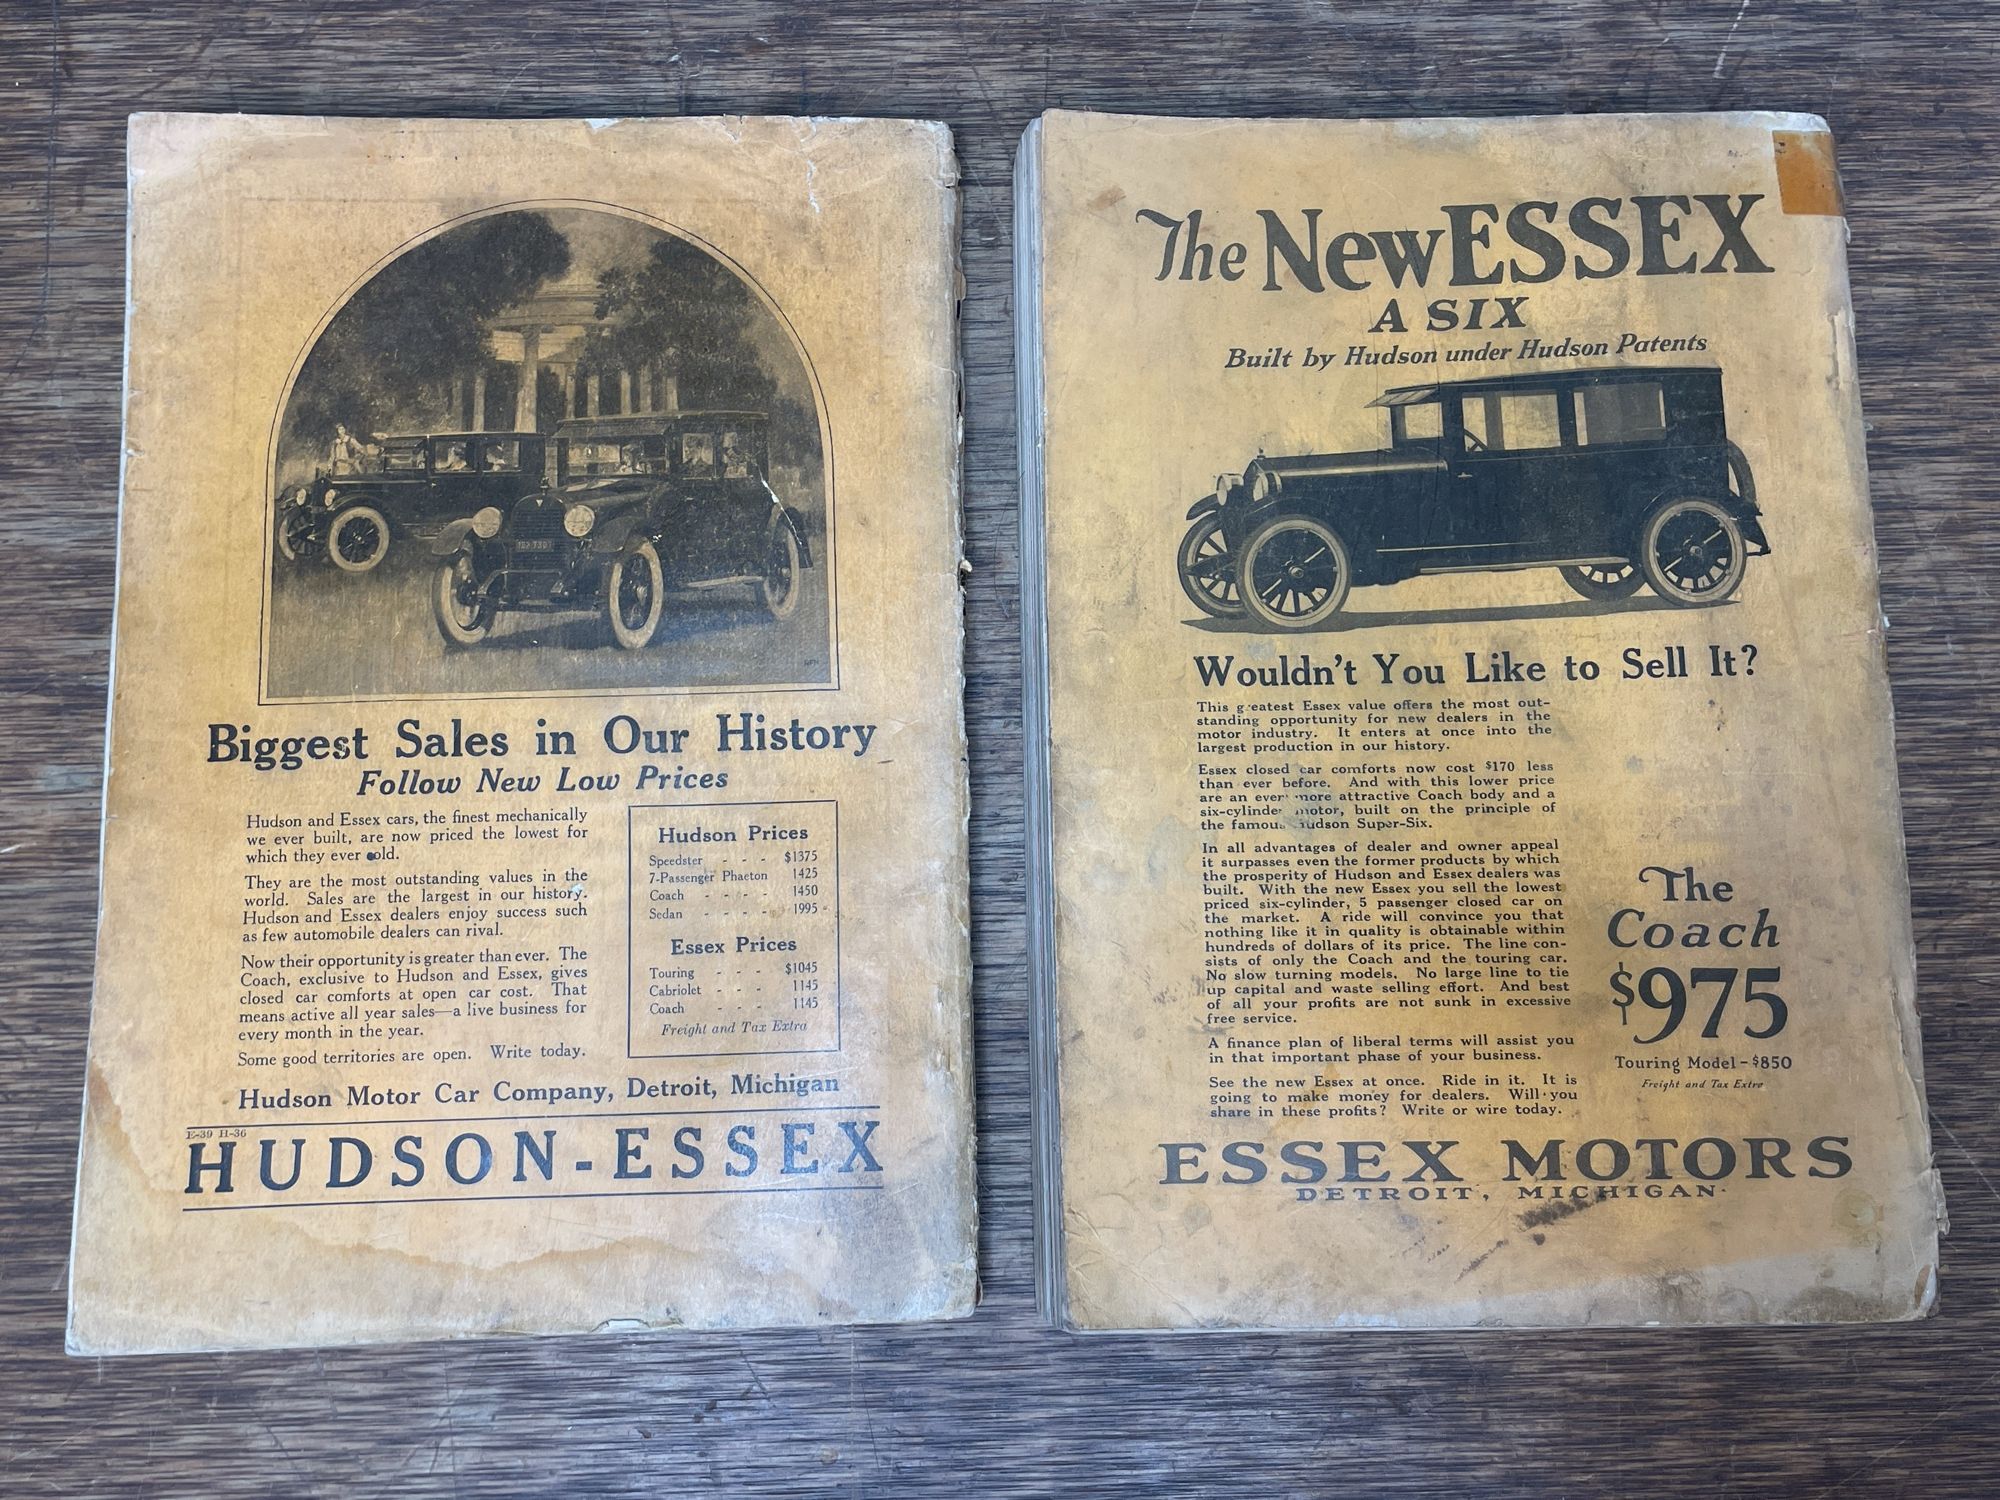 Biggest Sales in Our History
Follow New Low Prices
Hudson and Essex cars, the finest mechanically
we ever built, are now priced the lowest for
which they ever sold.
They are the most outstanding values in the
world. Sales are the largest in our history.
Hudson and Essex dealers enjoy success such
as few automobile dealers can rival.
Now their opportunity is greater than ever. The
Coach, exclusive to Hudson and Essex, gives
closed car comforts at open car cost. That
means active all year sales—a live business for
every month in the year.
Some good territories are open. Write today.
Hudson Prices
Speedster - - - $1375
7-Passenger Phaeton 1425
Coach - - - - 1450
Sedan - - - - 1995
Essex Prices
Touring - - - $1045
Cabriolet - - - 1145
Coach - - - 1145
Freight and Tax Extra
Hudson Motor Car Company, Detroit, Michigan
E-39 H-36
HUDSON-ESSEX
The New ESSEX
A SIX
Built by Hudson under Hudson Patents
Wouldn't You Like to Sell It?
This greatest Essex value offers the most out-
standing opportunity for new dealers in the
motor industry. It enters at once into the
largest production in our history.
Essex closed car comforts now cost $170 less
than ever before. And with this lower price
are an even more attractive Coach body and a
six-cylinder motor, built on the principle of
the famous Hudson Super-Six.
In all advantages of dealer and owner appeal
it surpasses even the former products by which
the prosperity of Hudson and Essex dealers was
built. With the new Essex you sell the lowest
priced six-cylinder, 5 passenger closed car on
the market. A ride will convince you that
nothing like it in quality is obtainable within
hundreds of dollars of its price. The line con-
sists of only the Coach and the touring car.
No slow turning models. No large line to tie
up capital and waste selling effort. And best
of all your profits are not sunk in excessive
free service.
A finance plan of liberal terms will assist you
in that important phase of your business.
See the new Essex at once. Ride in it. It is
going to make money for dealers. Will you
share in these profits? Write or wire today.
The
Coach
$975
Touring Model - $850
Freight and Tax Extra
ESSEX MOTORS
DETROIT, MICHIGAN